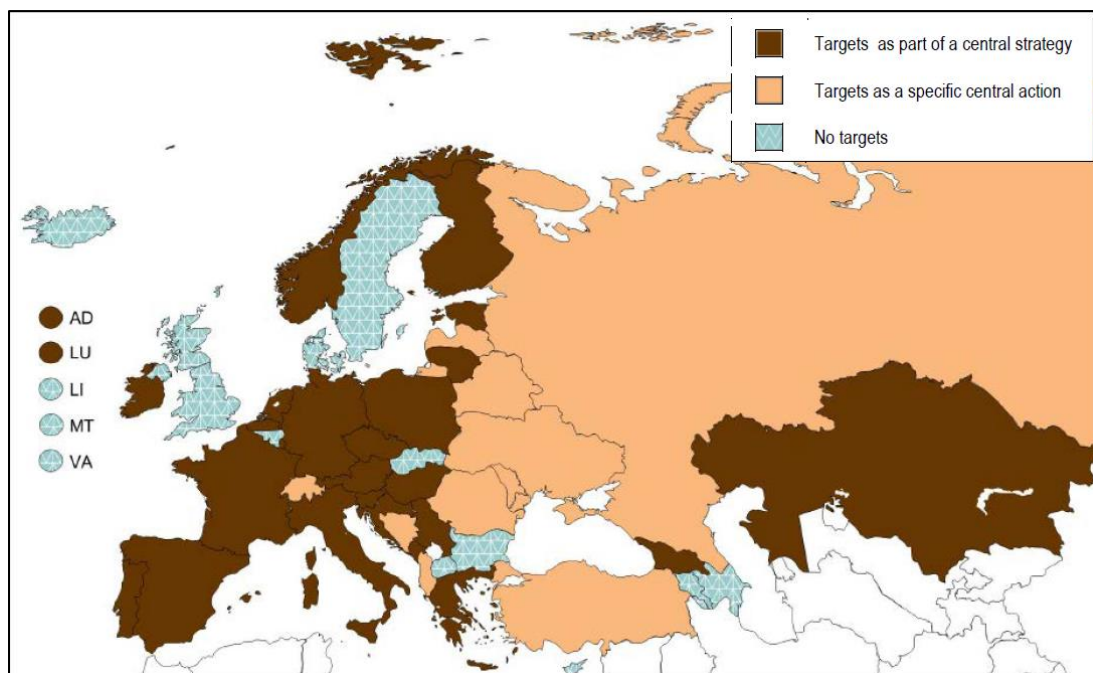 Targets as part of a central strategy
Targets as a specific central action
No targets
AD
LU
LI
MT
VA